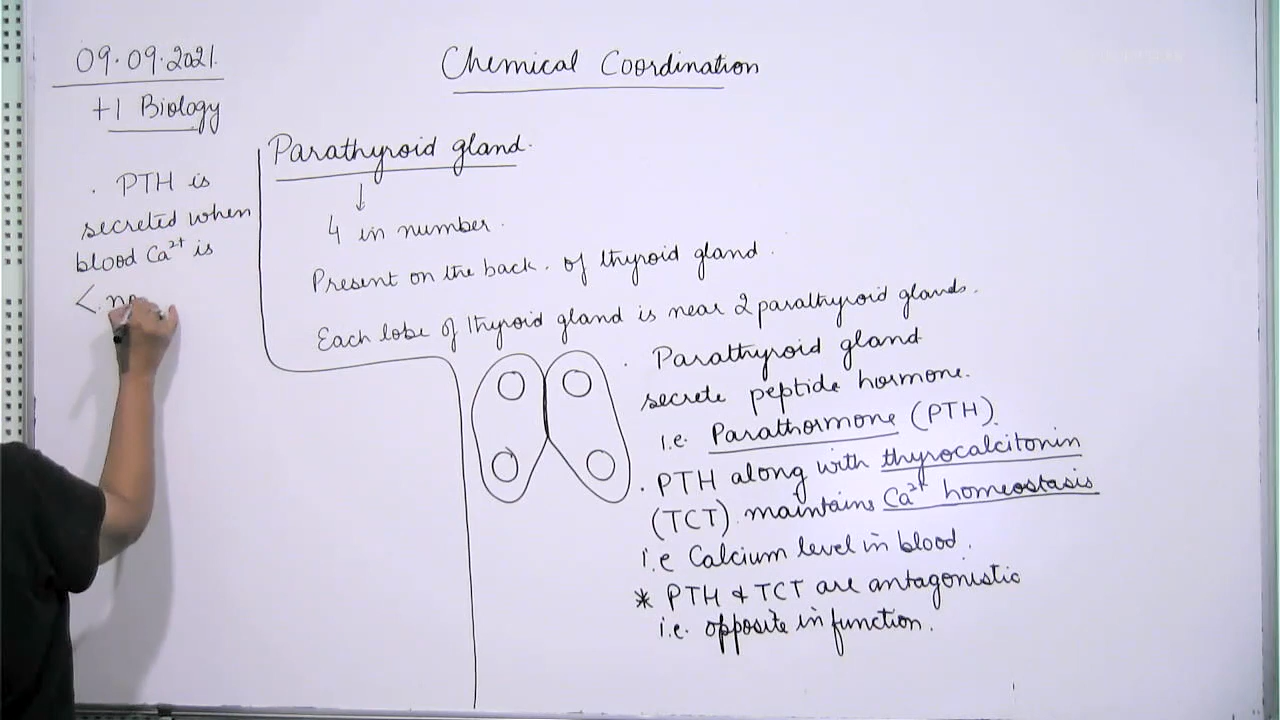 09.09.2021.
+1 Biology
Chemical Coordination
. PTH is
secreted when
blood Ca²⁺ is
<
Parathyroid gland.
↓
4 in number.
Present on the back. of thyroid gland.
Each lobe of thyroid gland is near 2 parathyroid glands.
. Parathyroid gland
secrete peptide hormone.
i.e. Parathormone (PTH).
. PTH along with thyrocalcitonin
(TCT). maintains Ca²⁺ homeostasis
i.e Calcium level in blood.
* PTH & TCT are antagonistic
i.e. opposite in function.